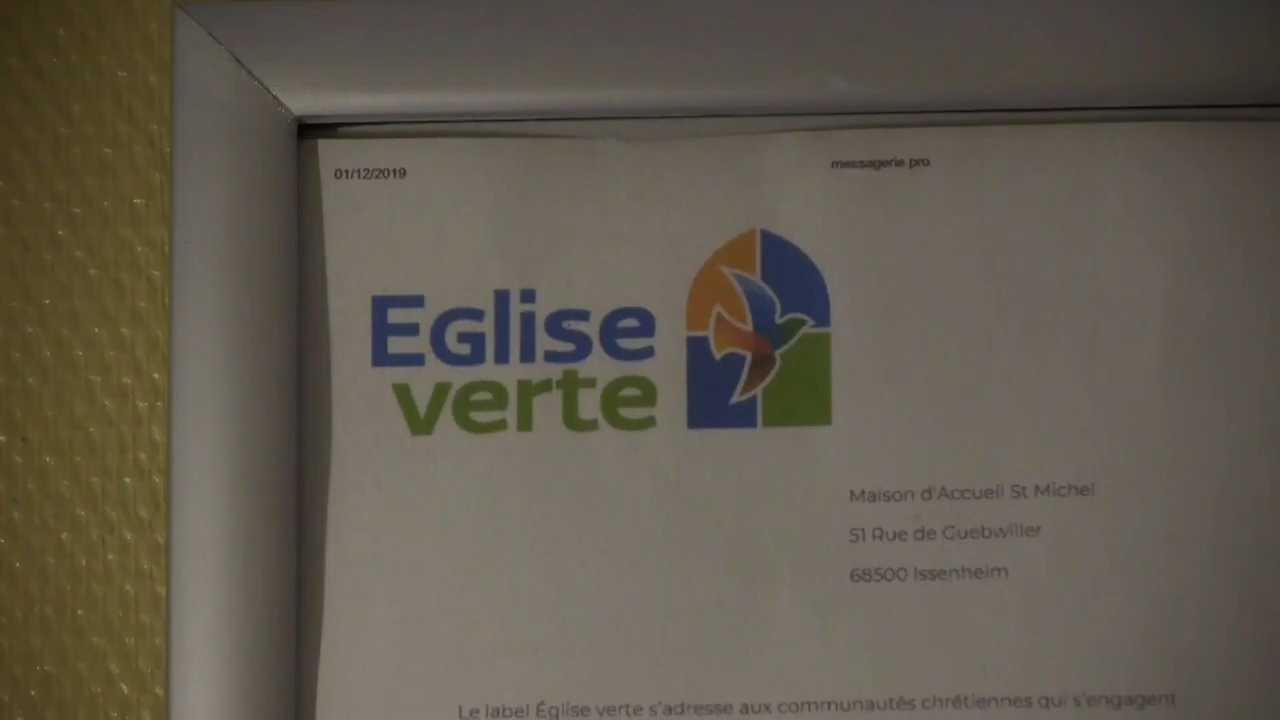 01/12/2019
messagerie pro
Eglise
verte
Maison d'Accueil St Michel
51 Rue de Guebwiller
68500 Issenheim
Le label Église verte s'adresse aux communautés chrétiennes qui s'engagent